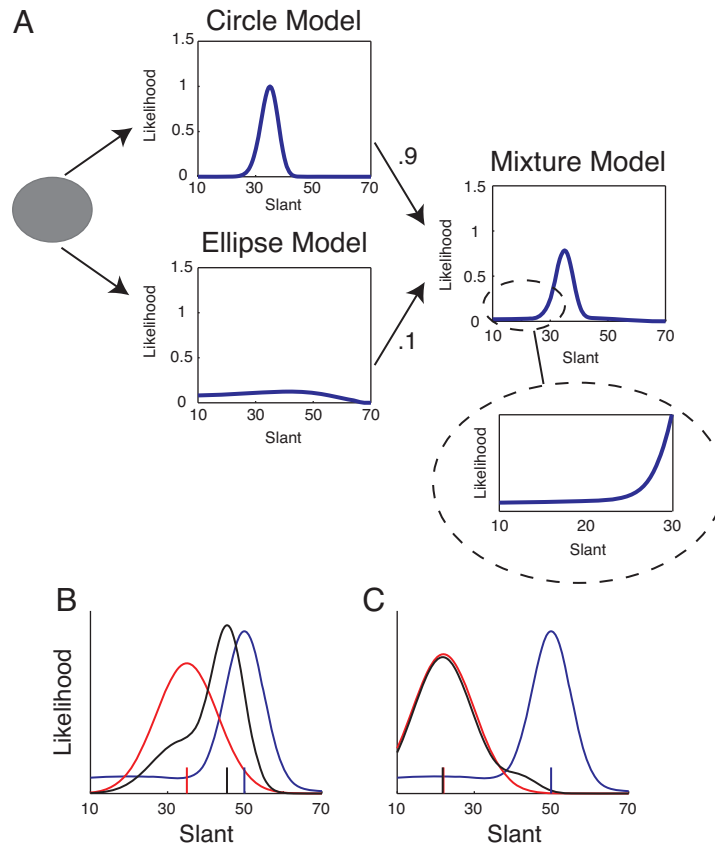 A
Circle Model
1.5
1
0.5
0
Likelihood
10 30 50 70
Slant
.9
Ellipse Model
1.5
1
0.5
0
Likelihood
10 30 50 70
Slant
.1
Mixture Model
1.5
1
0.5
0
Likelihood
10 30 50 70
Slant
Likelihood
10 20 30
Slant
B
Likelihood
10 30 50 70
Slant
C
10 30 50 70
Slant